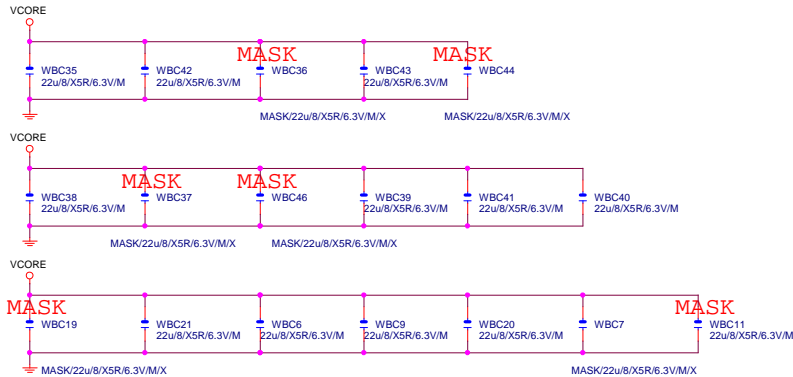 VCORE
MASK MASK
WBC35 WBC42 WBC36 WBC43 WBC44
22u/8/X5R/6.3V/M 22u/8/X5R/6.3V/M 22u/8/X5R/6.3V/M
MASK/22u/8/X5R/6.3V/M/X MASK/22u/8/X5R/6.3V/M/X
VCORE
MASK MASK
WBC38 WBC37 WBC46 WBC39 WBC41 WBC40
22u/8/X5R/6.3V/M 22u/8/X5R/6.3V/M 22u/8/X5R/6.3V/M 22u/8/X5R/6.3V/M
MASK/22u/8/X5R/6.3V/M/X MASK/22u/8/X5R/6.3V/M/X
VCORE
MASK MASK
WBC19 WBC21 WBC6 WBC9 WBC20 WBC7 WBC11
22u/8/X5R/6.3V/M 22u/8/X5R/6.3V/M 22u/8/X5R/6.3V/M 22u/8/X5R/6.3V/M 22u/8/X5R/6.3V/M
MASK/22u/8/X5R/6.3V/M/X MASK/22u/8/X5R/6.3V/M/X